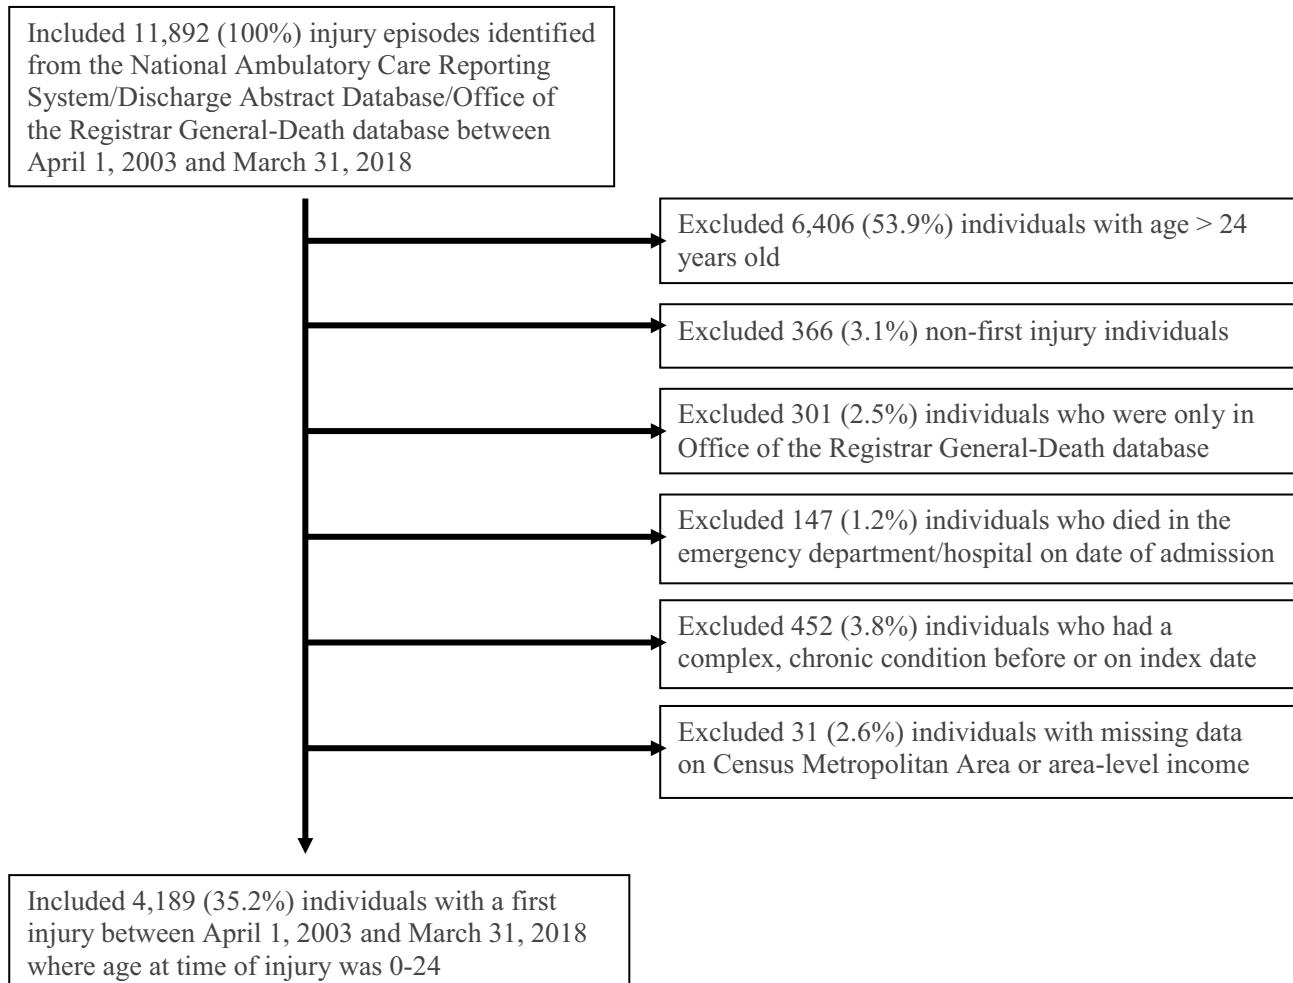 Included 11,892 (100%) injury episodes identified
from the National Ambulatory Care Reporting
System/Discharge Abstract Database/Office of
the Registrar General-Death database between
April 1, 2003 and March 31, 2018
Excluded 6,406 (53.9%) individuals with age > 24
years old
Excluded 366 (3.1%) non-first injury individuals
Excluded 301 (2.5%) individuals who were only in
Office of the Registrar General-Death database
Excluded 147 (1.2%) individuals who died in the
emergency department/hospital on date of admission
Excluded 452 (3.8%) individuals who had a
complex, chronic condition before or on index date
Excluded 31 (2.6%) individuals with missing data
on Census Metropolitan Area or area-level income
Included 4,189 (35.2%) individuals with a first
injury between April 1, 2003 and March 31, 2018
where age at time of injury was 0-24